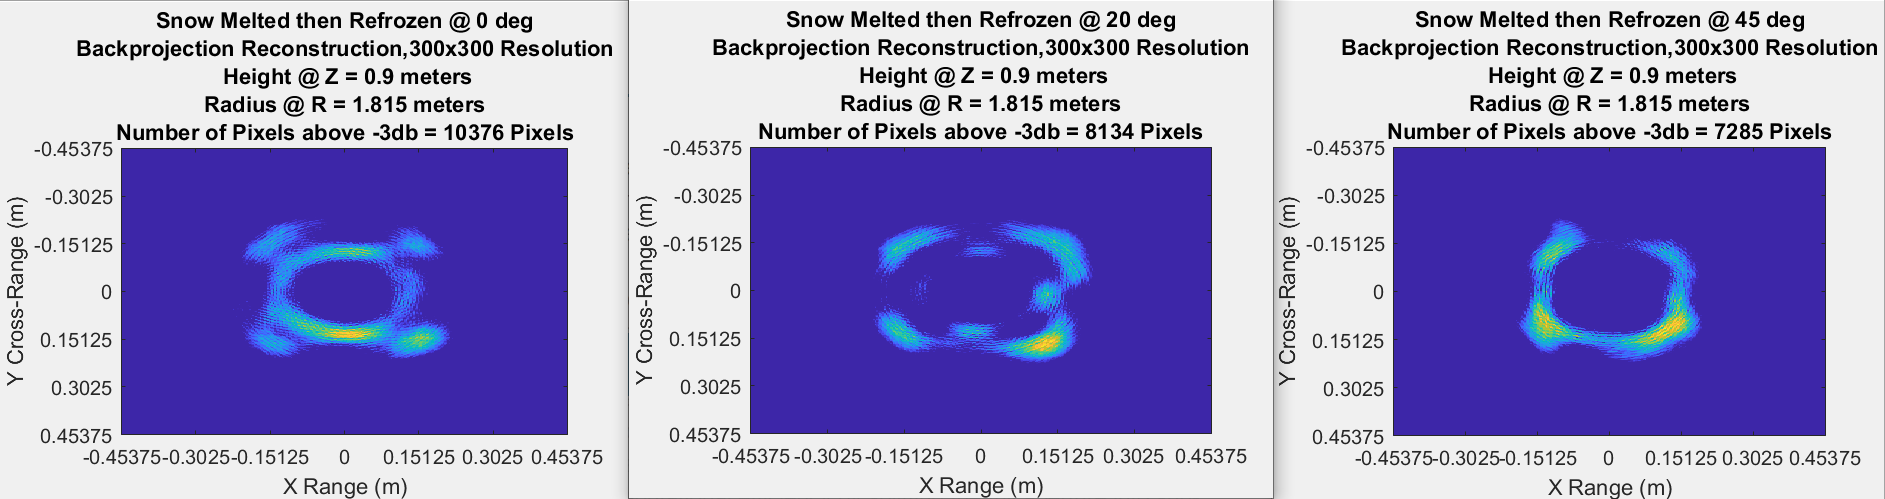 Snow Melted then Refrozen @ 0 deg
Backprojection Reconstruction,300x300 Resolution
Height @ Z = 0.9 meters
Radius @ R = 1.815 meters
Number of Pixels above -3db = 10376 Pixels
-0.45375
-0.3025
-0.15125
0
0.15125
0.3025
0.45375
Y Cross-Range (m)
-0.45375 -0.3025 -0.15125 0 0.15125 0.3025 0.45375
X Range (m)
Snow Melted then Refrozen @ 20 deg
Backprojection Reconstruction,300x300 Resolution
Height @ Z = 0.9 meters
Radius @ R = 1.815 meters
Number of Pixels above -3db = 8134 Pixels
-0.45375
-0.3025
-0.15125
0
0.15125
0.3025
0.45375
Y Cross-Range (m)
-0.45375 -0.3025 -0.15125 0 0.15125 0.3025 0.45375
X Range (m)
Snow Melted then Refrozen @ 45 deg
Backprojection Reconstruction,300x300 Resolution
Height @ Z = 0.9 meters
Radius @ R = 1.815 meters
Number of Pixels above -3db = 7285 Pixels
-0.45375
-0.3025
-0.15125
0
0.15125
0.3025
0.45375
Y Cross-Range (m)
-0.45375 -0.3025 -0.15125 0 0.15125 0.3025 0.45375
X Range (m)